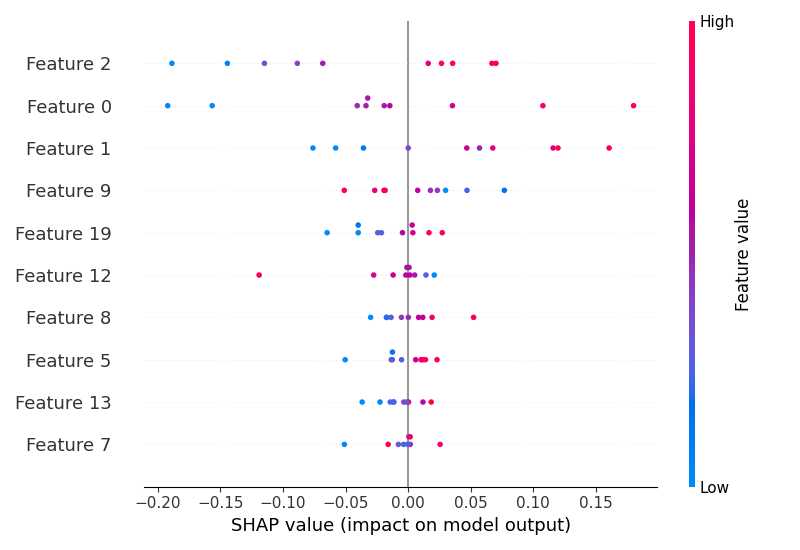 High
Feature 2
Feature 0
Feature 1
Feature 9
Feature 19
Feature 12
Feature 8
Feature 5
Feature 13
Feature 7
Feature value
Low
−0.20 −0.15 −0.10 −0.05 0.00 0.05 0.10 0.15
SHAP value (impact on model output)